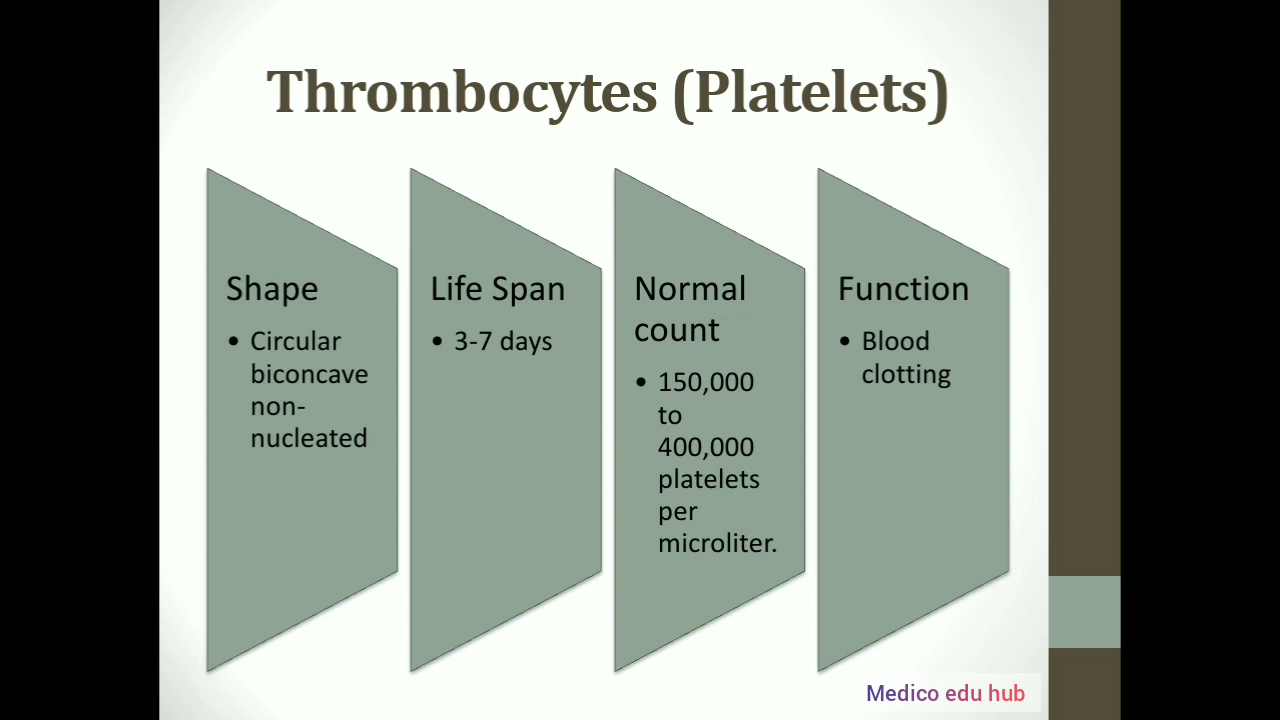 Thrombocytes (Platelets)
Shape
• Circular
biconcave
non-
nucleated
Life Span
• 3-7 days
Normal
count
• 150,000
to
400,000
platelets
per
microliter.
Function
• Blood
clotting
Medico edu hub